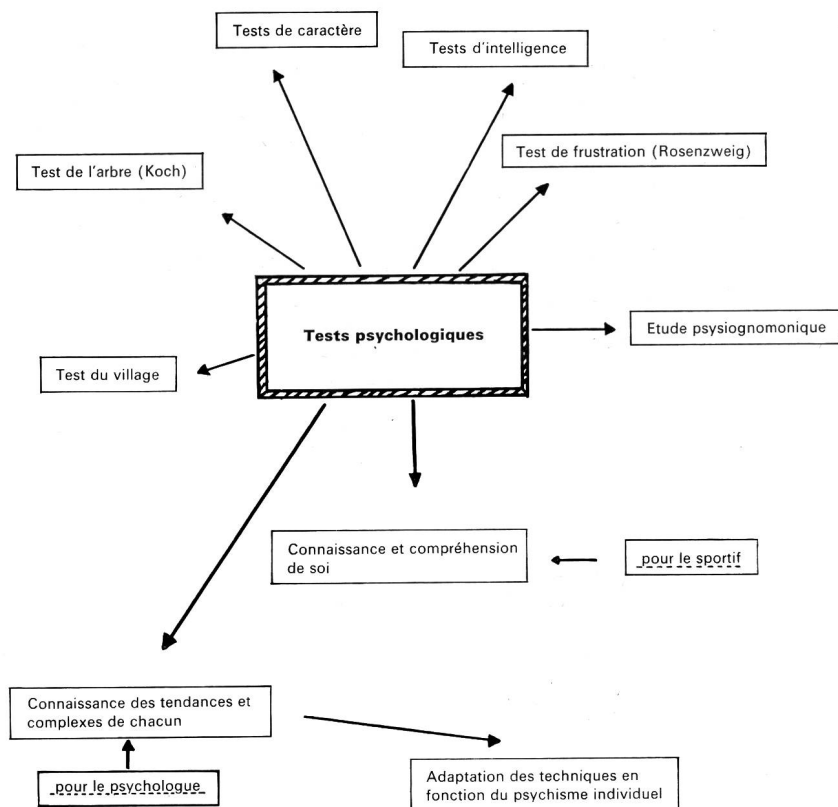 Tests de caractère
Tests d'intelligence
Test de frustration (Rosenzweig)
Test de l'arbre (Koch)
Tests psychologiques
Etude psysiognomonique
Test du village
Connaissance et compréhension
de soi
pour le sportif
Connaissance des tendances et
complexes de chacun
pour le psychologue
Adaptation des techniques en
fonction du psychisme individuel